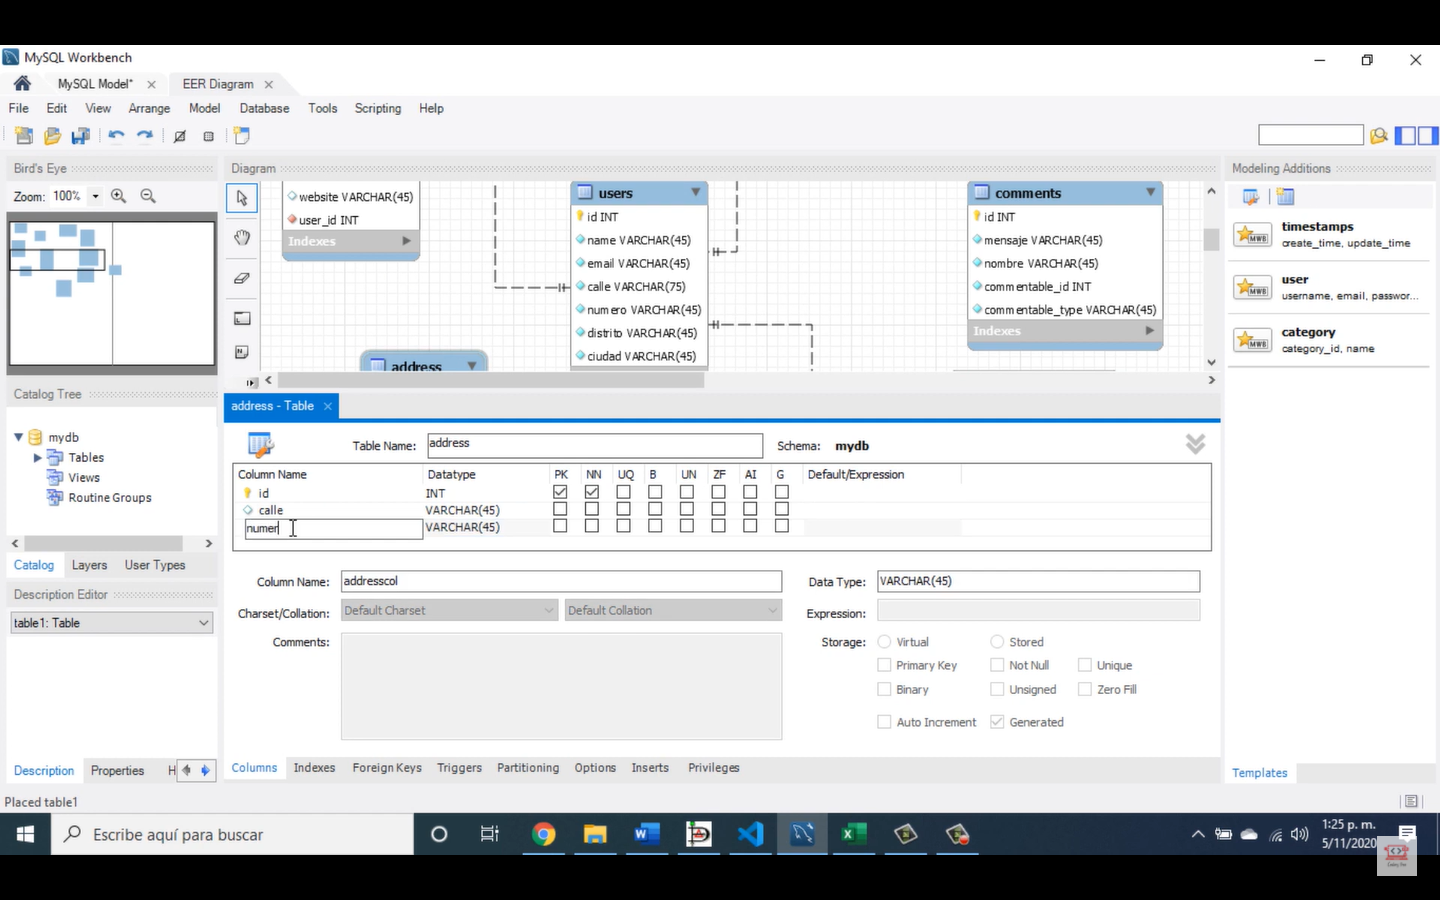 MySQL Workbench
MySQL Model* EER Diagram
File Edit View Arrange Model Database Tools Scripting Help
Bird's Eye Diagram Modeling Additions
Zoom: 100%
website VARCHAR(45)
user_id INT
Indexes
users
id INT
name VARCHAR(45)
email VARCHAR(45)
calle VARCHAR(75)
numero VARCHAR(45)
distrito VARCHAR(45)
ciudad VARCHAR(45)
address
comments
id INT
mensaje VARCHAR(45)
nombre VARCHAR(45)
commentable_id INT
commentable_type VARCHAR(45)
Indexes
timestamps
create_time, update_time
user
username, email, passwor...
category
category_id, name
Catalog Tree
mydb
Tables
Views
Routine Groups
Catalog Layers User Types
Description Editor
table1: Table
Description Properties H
address - Table
Table Name: address Schema: mydb
Column Name Datatype PK NN UQ B UN ZF AI G Default/Expression
id INT
calle VARCHAR(45)
numer VARCHAR(45)
Column Name: addresscol Data Type: VARCHAR(45)
Charset/Collation: Default Charset Default Collation Expression:
Comments: Storage: Virtual Stored
Primary Key Not Null Unique
Binary Unsigned Zero Fill
Auto Increment Generated
Columns Indexes Foreign Keys Triggers Partitioning Options Inserts Privileges
Templates
Placed table1
Escribe aquí para buscar
1:25 p. m.
5/11/2020